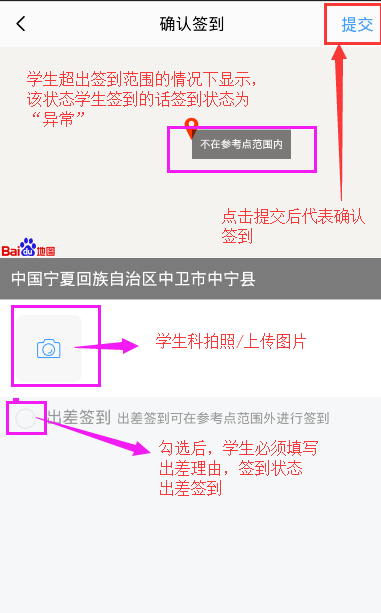 确认签到
提交
学生超出签到范围的情况下显示，
该状态学生签到的话签到状态为
“异常”
不在参考点范围内
点击提交后代表确认
签到
Bai du 地图
中国宁夏回族自治区中卫市中宁县
学生科拍照/上传图片
出差签到 出差签到可在参考点范围外进行签到
勾选后，学生必须填写
出差理由，签到状态
出差签到